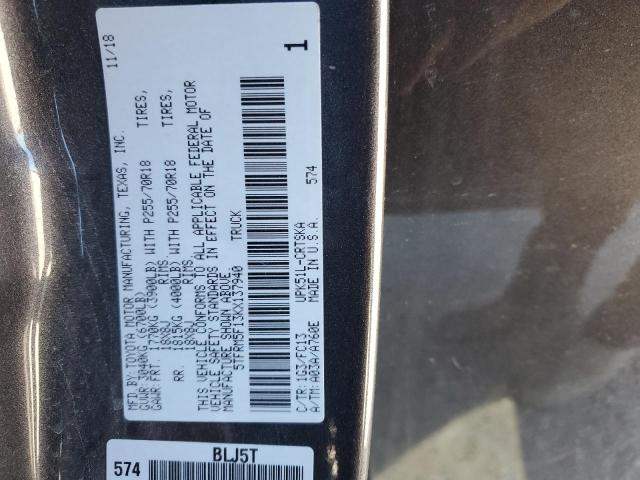 MFD.BY:TOYOTA MOTOR MANUFACTURING, TEXAS, INC. 11/18
GVWR:3040KG (6700LB)
GAWR:FRT. 1770KG (3900LB) WITH P255/70R18 TIRES,
18X8J RIMS
RR. 1815KG (4000LB) WITH P255/70R18 TIRES,
18X8J RIMS
THIS VEHICLE CONFORMS TO ALL APPLICABLE FEDERAL MOTOR
VEHICLE SAFETY STANDARDS IN EFFECT ON THE DATE OF
MANUFACTURE SHOWN ABOVE.
5TFRM5F13KX137940 TRUCK
C/TR:1G3/FC13 UPK51L-CRTSKA 574
A/TM:A03A/A760E MADE IN U.S.A.
1
574 BLJ5T